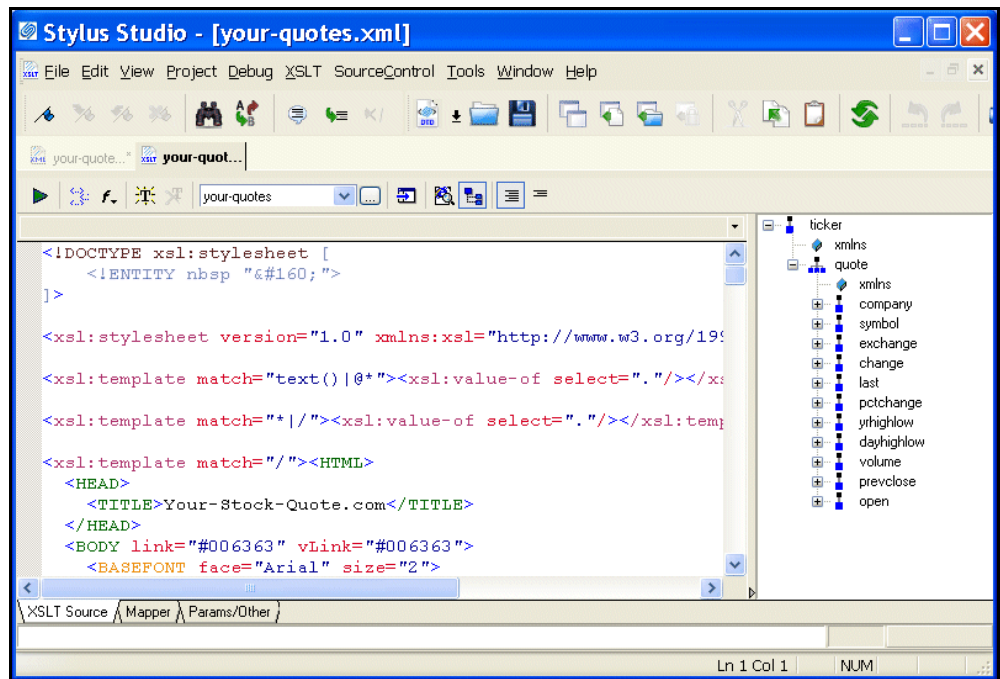 Stylus Studio - [your-quotes.xml]
File Edit View Project Debug XSLT SourceControl Tools Window Help
your-quote...* your-quot...
your-quotes
<!DOCTYPE xsl:stylesheet [
<!ENTITY nbsp "&#160;">
]>
<xsl:stylesheet version="1.0" xmlns:xsl="http://www.w3.org/199
<xsl:template match="text()|@*"><xsl:value-of select="."/></xs
<xsl:template match="*|/"><xsl:value-of select="."/></xsl:temp
<xsl:template match="/"><HTML>
<HEAD>
<TITLE>Your-Stock-Quote.com</TITLE>
</HEAD>
<BODY link="#006363" vLink="#006363">
<BASEFONT face="Arial" size="2">
ticker
xmlns
quote
xmlns
company
symbol
exchange
change
last
pctchange
yrhighlow
dayhighlow
volume
prevclose
open
XSLT Source Mapper Params/Other
Ln 1 Col 1 NUM